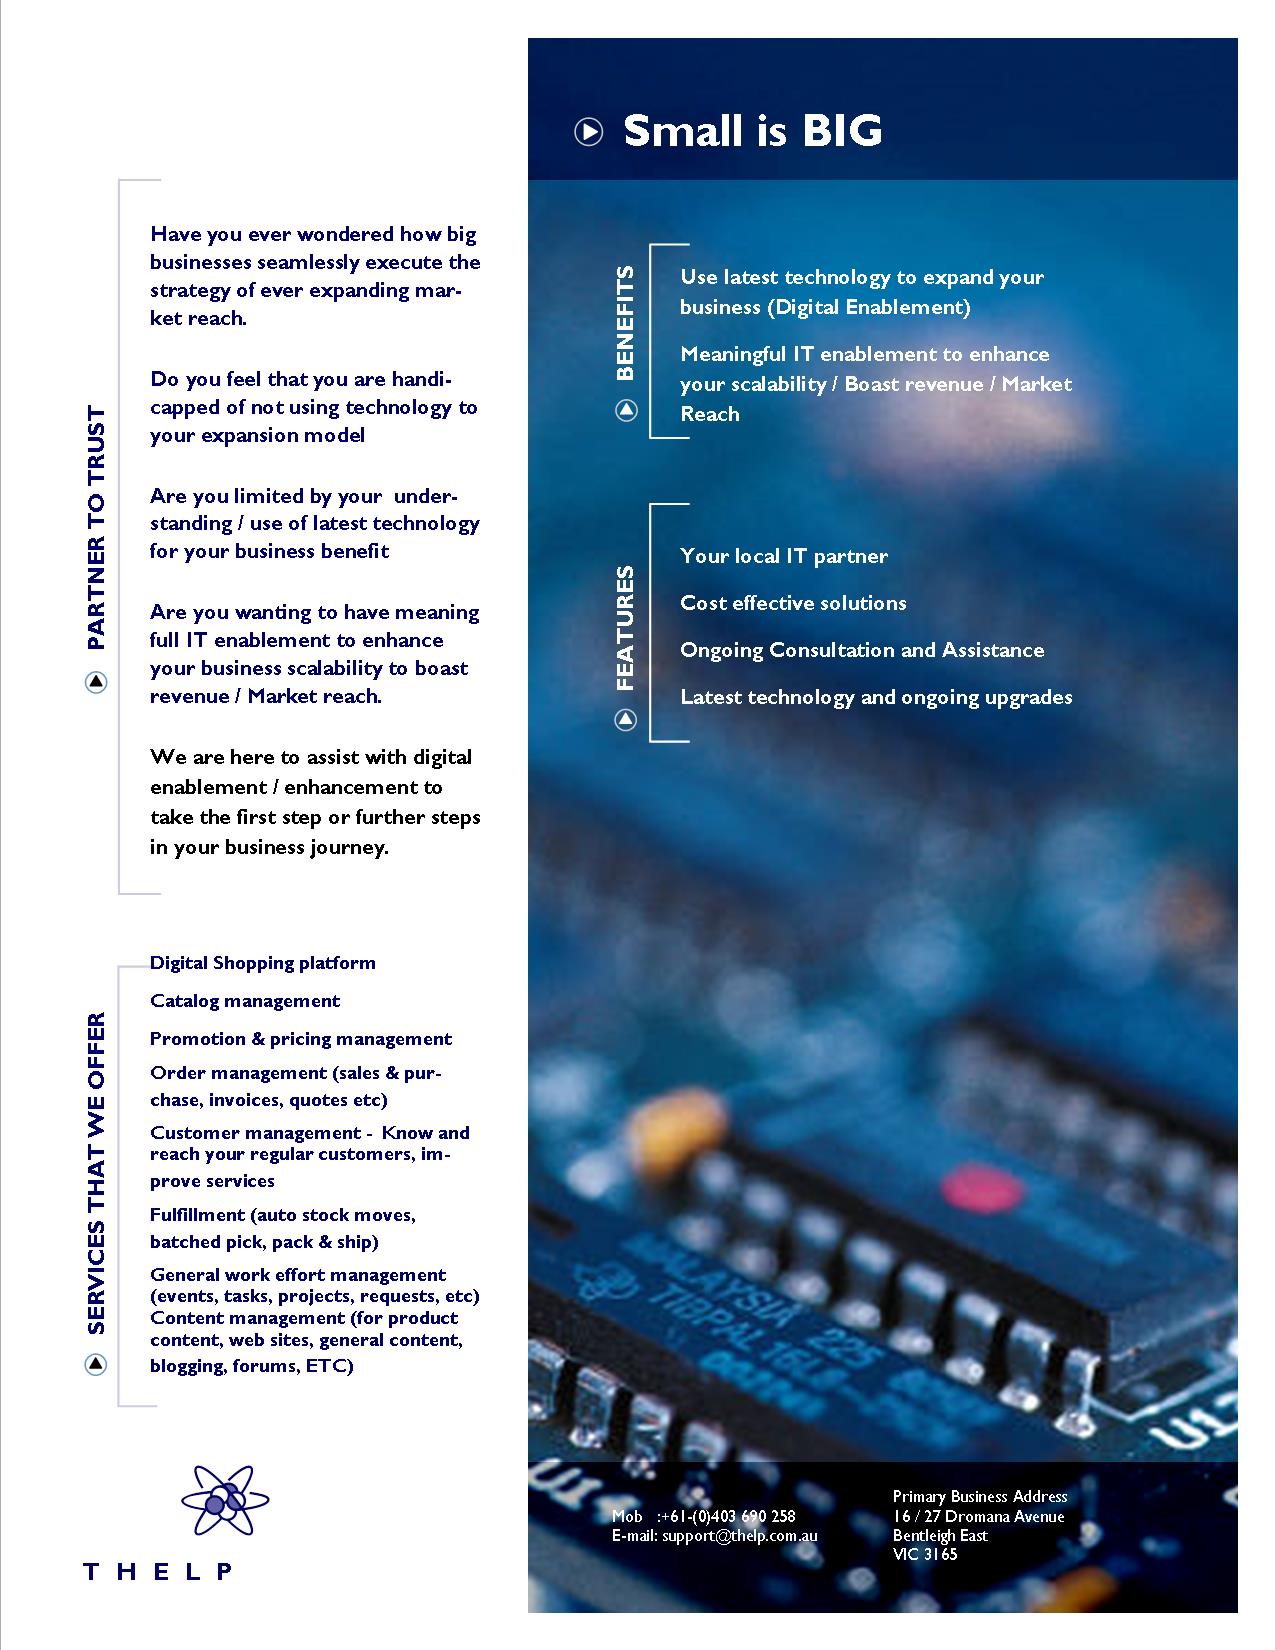 Small is BIG
PARTNER TO TRUST
Have you ever wondered how big
businesses seamlessly execute the
strategy of ever expanding mar-
ket reach.
Do you feel that you are handi-
capped of not using technology to
your expansion model
Are you limited by your under-
standing / use of latest technology
for your business benefit
Are you wanting to have meaning
full IT enablement to enhance
your business scalability to boast
revenue / Market reach.
We are here to assist with digital
enablement / enhancement to
take the first step or further steps
in your business journey.
SERVICES THAT WE OFFER
Digital Shopping platform
Catalog management
Promotion & pricing management
Order management (sales & pur-
chase, invoices, quotes etc)
Customer management - Know and
reach your regular customers, im-
prove services
Fulfillment (auto stock moves,
batched pick, pack & ship)
General work effort management
(events, tasks, projects, requests, etc)
Content management (for product
content, web sites, general content,
blogging, forums, ETC)
THELP
BENEFITS
Use latest technology to expand your
business (Digital Enablement)
Meaningful IT enablement to enhance
your scalability / Boast revenue / Market
Reach
FEATURES
Your local IT partner
Cost effective solutions
Ongoing Consultation and Assistance
Latest technology and ongoing upgrades
MALAYSIA
Mob :+61-(0)403 690 258
E-mail: support@thelp.com.au
Primary Business Address
16 / 27 Dromana Avenue
Bentleigh East
VIC 3165